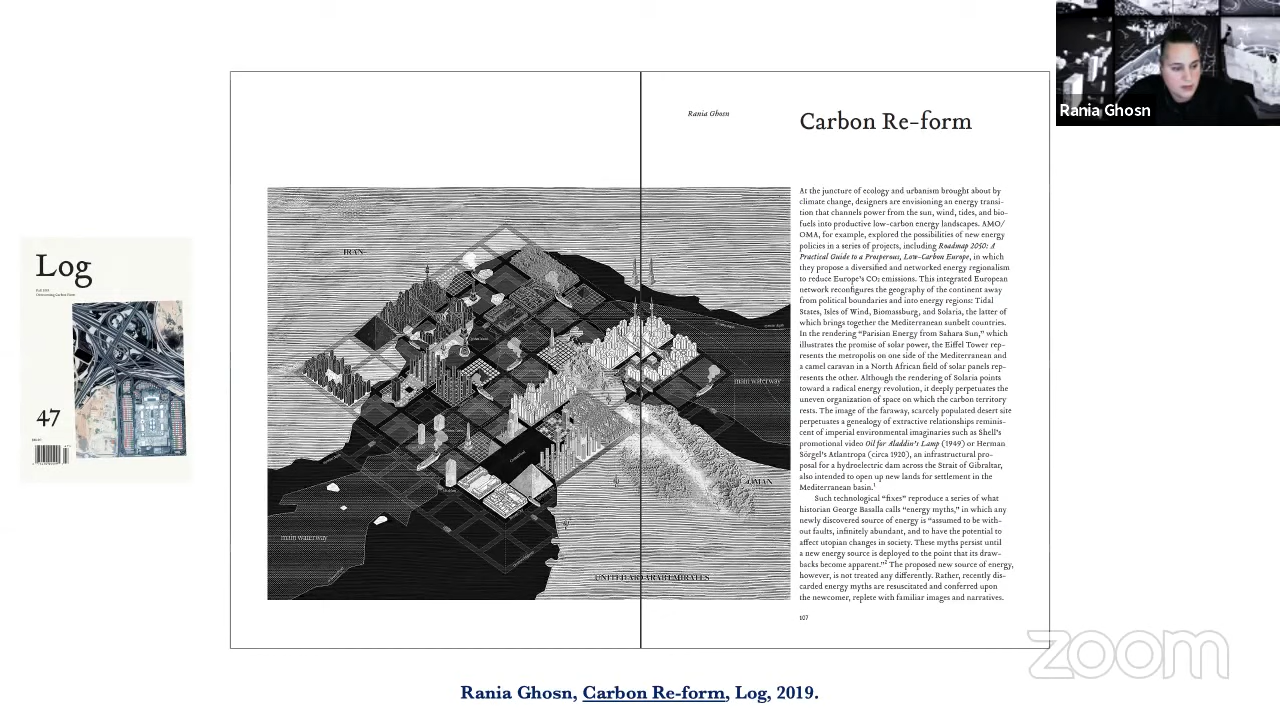 Rania Ghosn
Log
47
Rania Ghosn
Carbon Re-form
IRAN
main waterway
OMAN
main waterway
UNITED ARAB EMIRATES
At the juncture of ecology and urbanism brought about by
climate change, designers are envisioning an energy transi-
tion that channels power from the sun, wind, tides, and bio-
fuels into productive low-carbon energy landscapes. AMO/
OMA, for example, explored the possibilities of new energy
policies in a series of projects, including Roadmap 2050: A
Practical Guide to a Prosperous, Low-Carbon Europe, in which
they propose a diversified and networked energy regionalism
to reduce Europe's CO₂ emissions. This integrated European
network reconfigures the geography of the continent away
from political boundaries and into energy regions: Tidal
States, Isles of Wind, Biomassburg, and Solaria, the latter of
which brings together the Mediterranean sunbelt countries.
In the rendering "Parisian Energy from Sahara Sun," which
illustrates the promise of solar power, the Eiffel Tower rep-
resents the metropolis on one side of the Mediterranean and
a camel caravan in a North African field of solar panels rep-
resents the other. Although the rendering of Solaria points
toward a radical energy revolution, it deeply perpetuates the
uneven organization of space on which the carbon territory
rests. The image of the faraway, scarcely populated desert site
perpetuates a genealogy of extractive relationships reminis-
cent of imperial environmental imaginaries such as Shell's
promotional video Oil for Aladdin's Lamp (1949) or Herman
Sörgel's Atlantropa (circa 1920), an infrastructural pro-
posal for a hydroelectric dam across the Strait of Gibraltar,
also intended to open up new lands for settlement in the
Mediterranean basin.¹
Such technological "fixes" reproduce a series of what
historian George Basalla calls "energy myths," in which any
newly discovered source of energy is "assumed to be with-
out faults, infinitely abundant, and to have the potential to
affect utopian changes in society. These myths persist until
a new energy source is deployed to the point that its draw-
backs become apparent."² The proposed new source of energy,
however, is not treated any differently. Rather, recently dis-
carded energy myths are resuscitated and conferred upon
the newcomer, replete with familiar images and narratives.
107
zoom
Rania Ghosn, Carbon Re-form, Log, 2019.